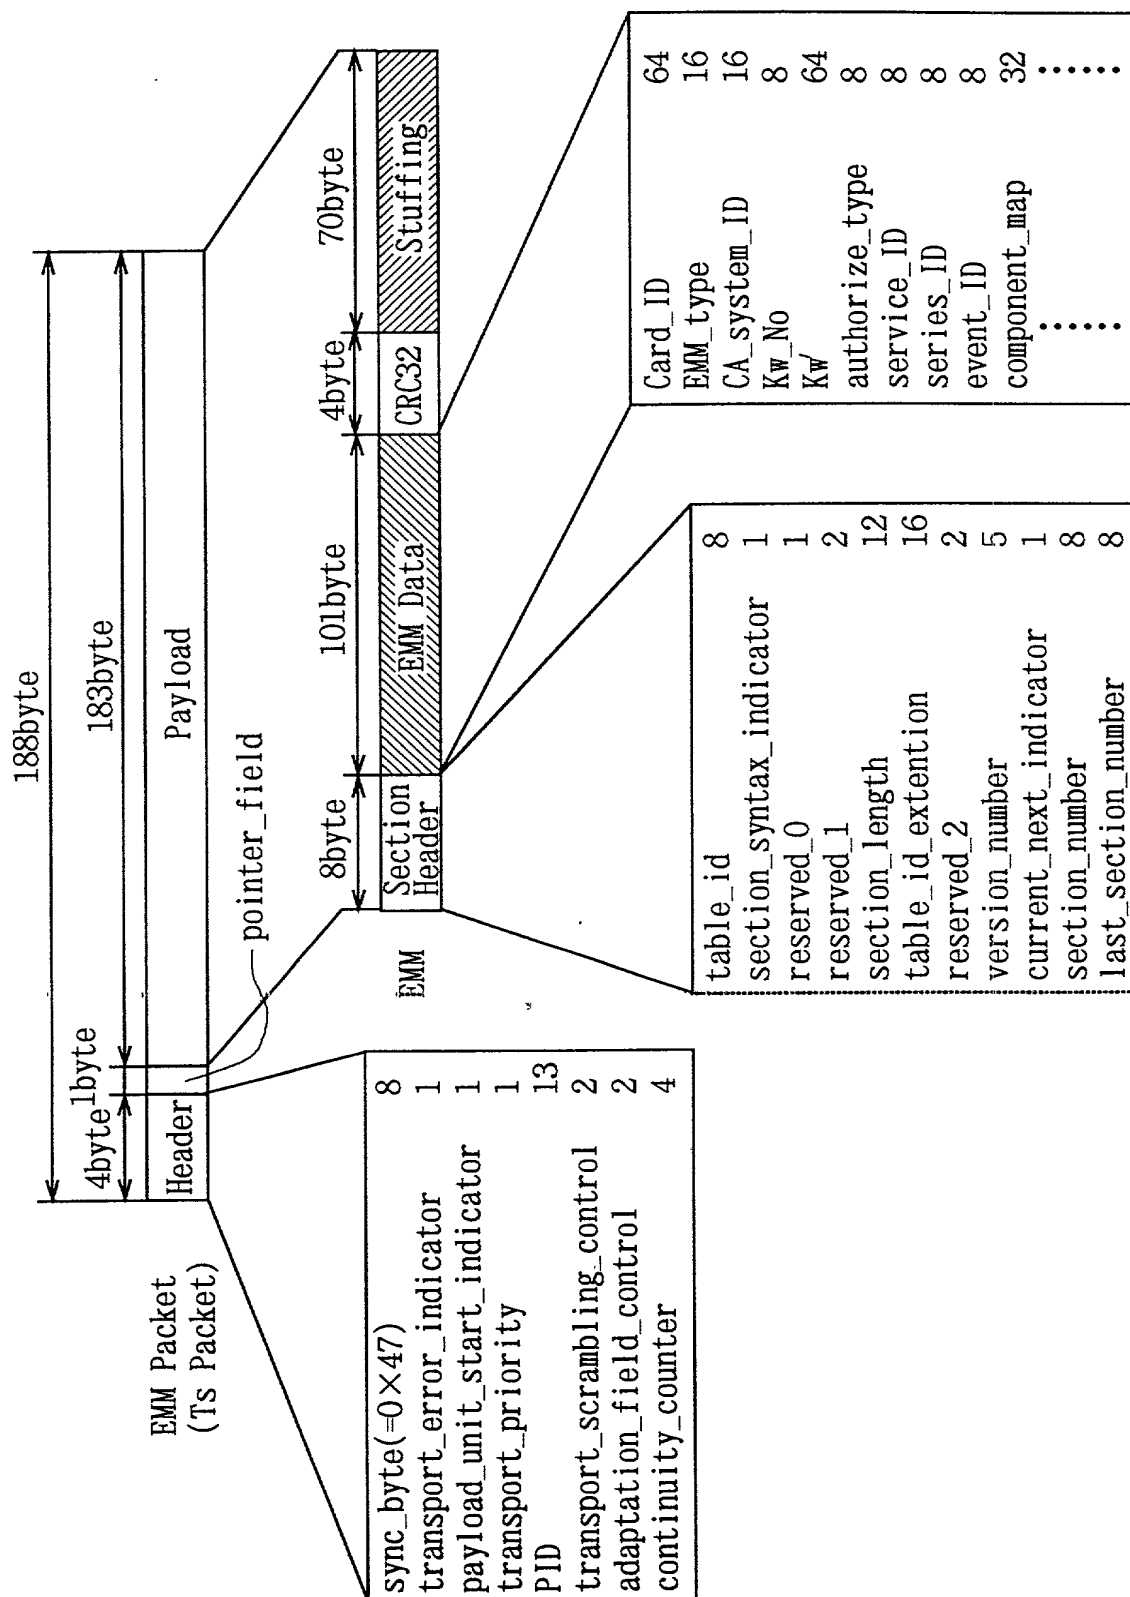 188byte
4byte
1byte
183byte
EMM Packet
(Ts Packet)
Header
Payload
pointer_field
8byte
101byte
4byte
70byte
EMM
Section
Header
EMM Data
CRC32
Stuffing
sync_byte(=0×47) 8
transport_error_indicator 1
payload_unit_start_indicator 1
transport_priority 1
PID 13
transport_scrambling_control 2
adaptation_field_control 2
continuity_counter 4
table_id 8
section_syntax_indicator 1
reserved_0 1
reserved_1 2
section_length 12
table_id_extention 16
reserved_2 2
version_number 5
current_next_indicator 1
section_number 8
last_section_number 8
Card_ID 64
EMM_type 16
CA_system_ID 16
Kw_No 8
Kw 64
authorize_type 8
service_ID 8
series_ID 8
event_ID 8
component_map 32
...... ......